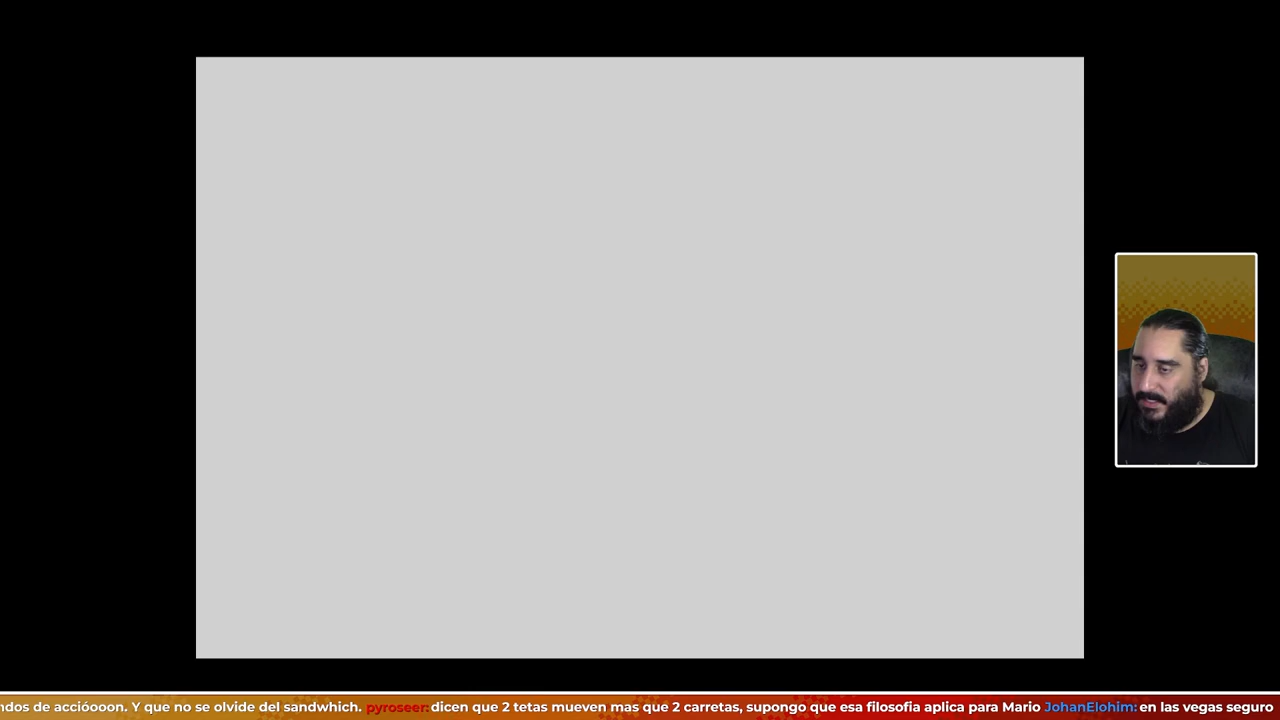 ndos de accióooon. Y que no se olvide del sandwhich. pyroseer: dicen que 2 tetas mueven mas que 2 carretas, supongo que esa filosofia aplica para Mario JohanElohim: en las vegas seguro